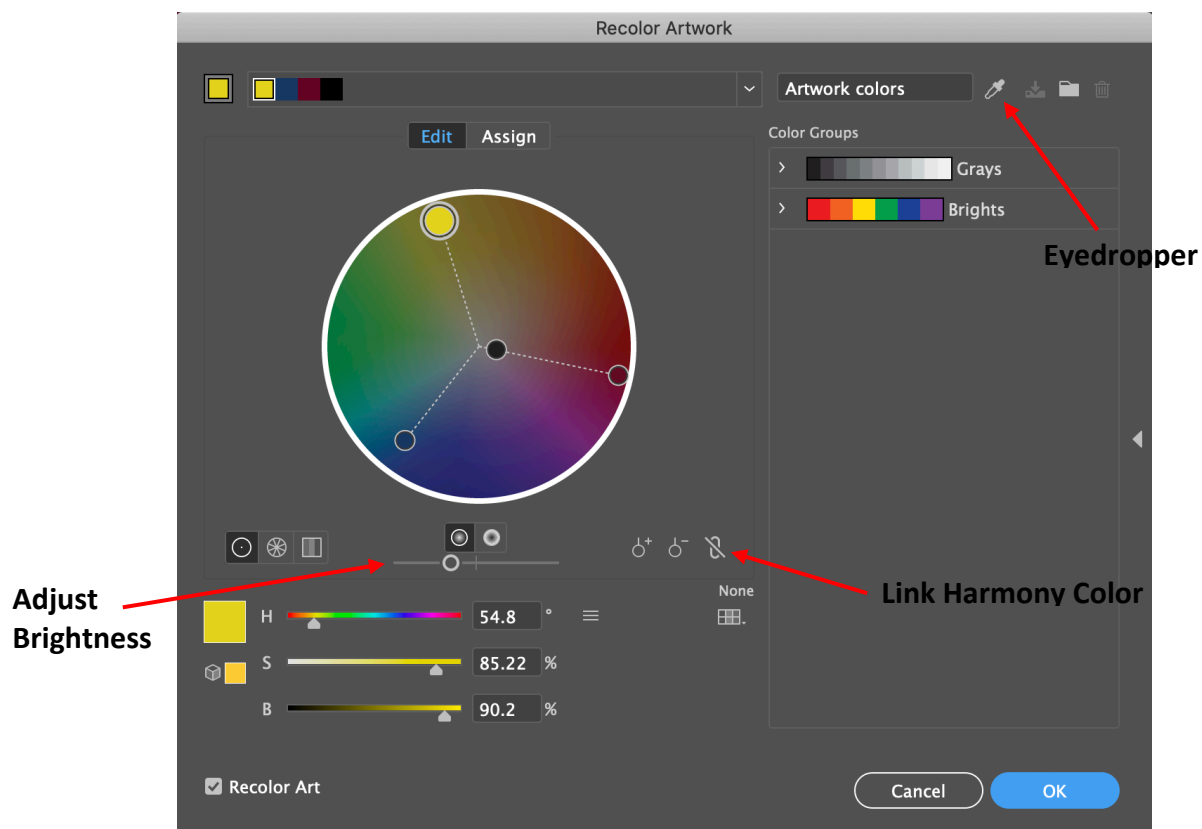 Recolor Artwork
Artwork colors
Edit Assign
Color Groups
Grays
Brights
Eyedropper
Link Harmony Color
Adjust
Brightness
None
H 54.8 °
S 85.22 %
B 90.2 %
Recolor Art
Cancel OK